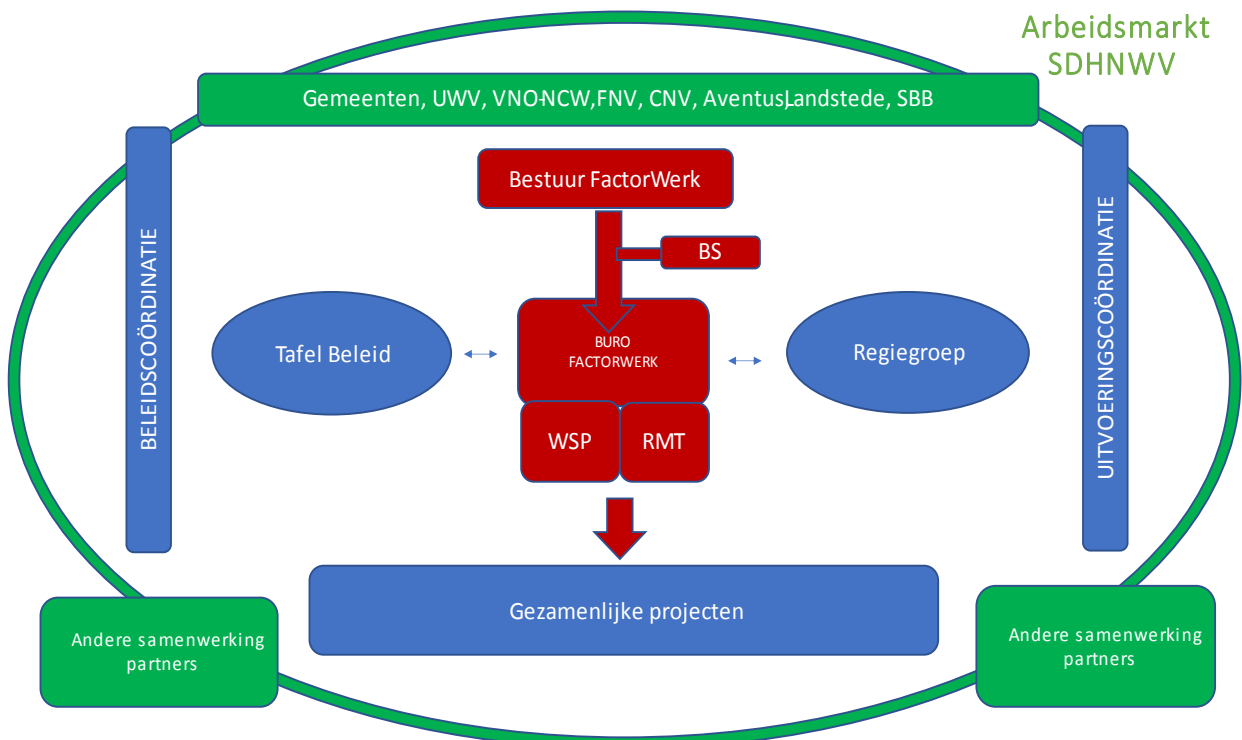 Arbeidsmarkt
SDHNWV
Gemeenten, UWV, VNO-NCW,FNV, CNV, Aventus,Landstede, SBB
Bestuur FactorWerk
BS
BELEIDSCOÖRDINATIE
UITVOERINGSCOÖRDINATIE
Tafel Beleid
BURO
FACTORWERK
Regiegroep
WSP
RMT
Gezamenlijke projecten
Andere samenwerking
partners
Andere samenwerking
partners